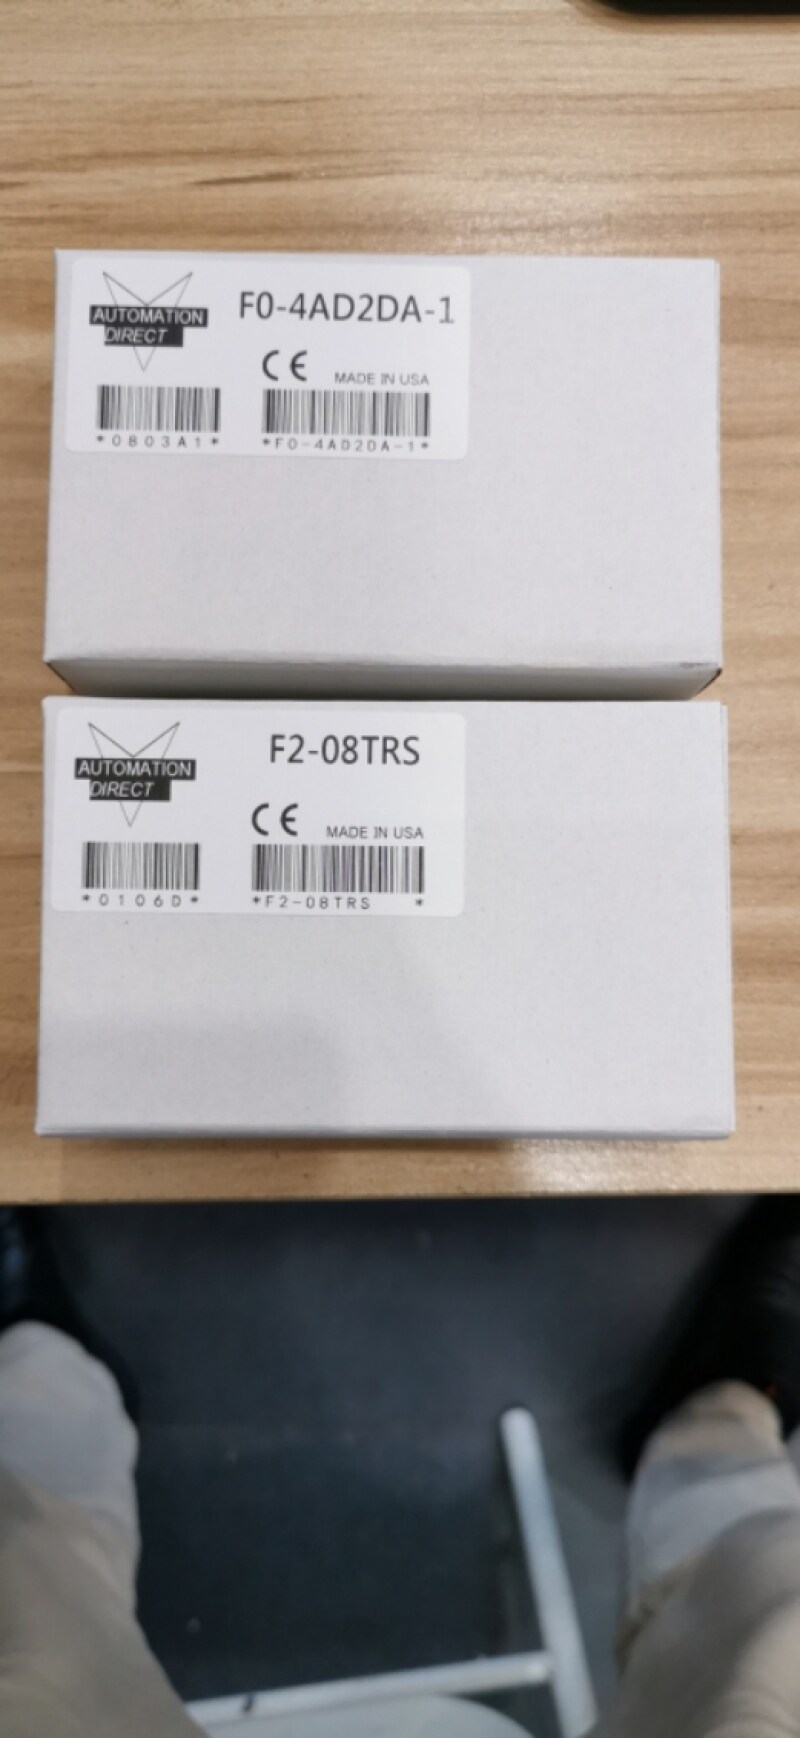 AUTOMATION
DIRECT
F0-4AD2DA-1
CE
MADE IN USA
*0803A1*
*F0-4AD2DA-1*
AUTOMATION
DIRECT
F2-08TRS
CE
MADE IN USA
*0106D*
*F2-08TRS *